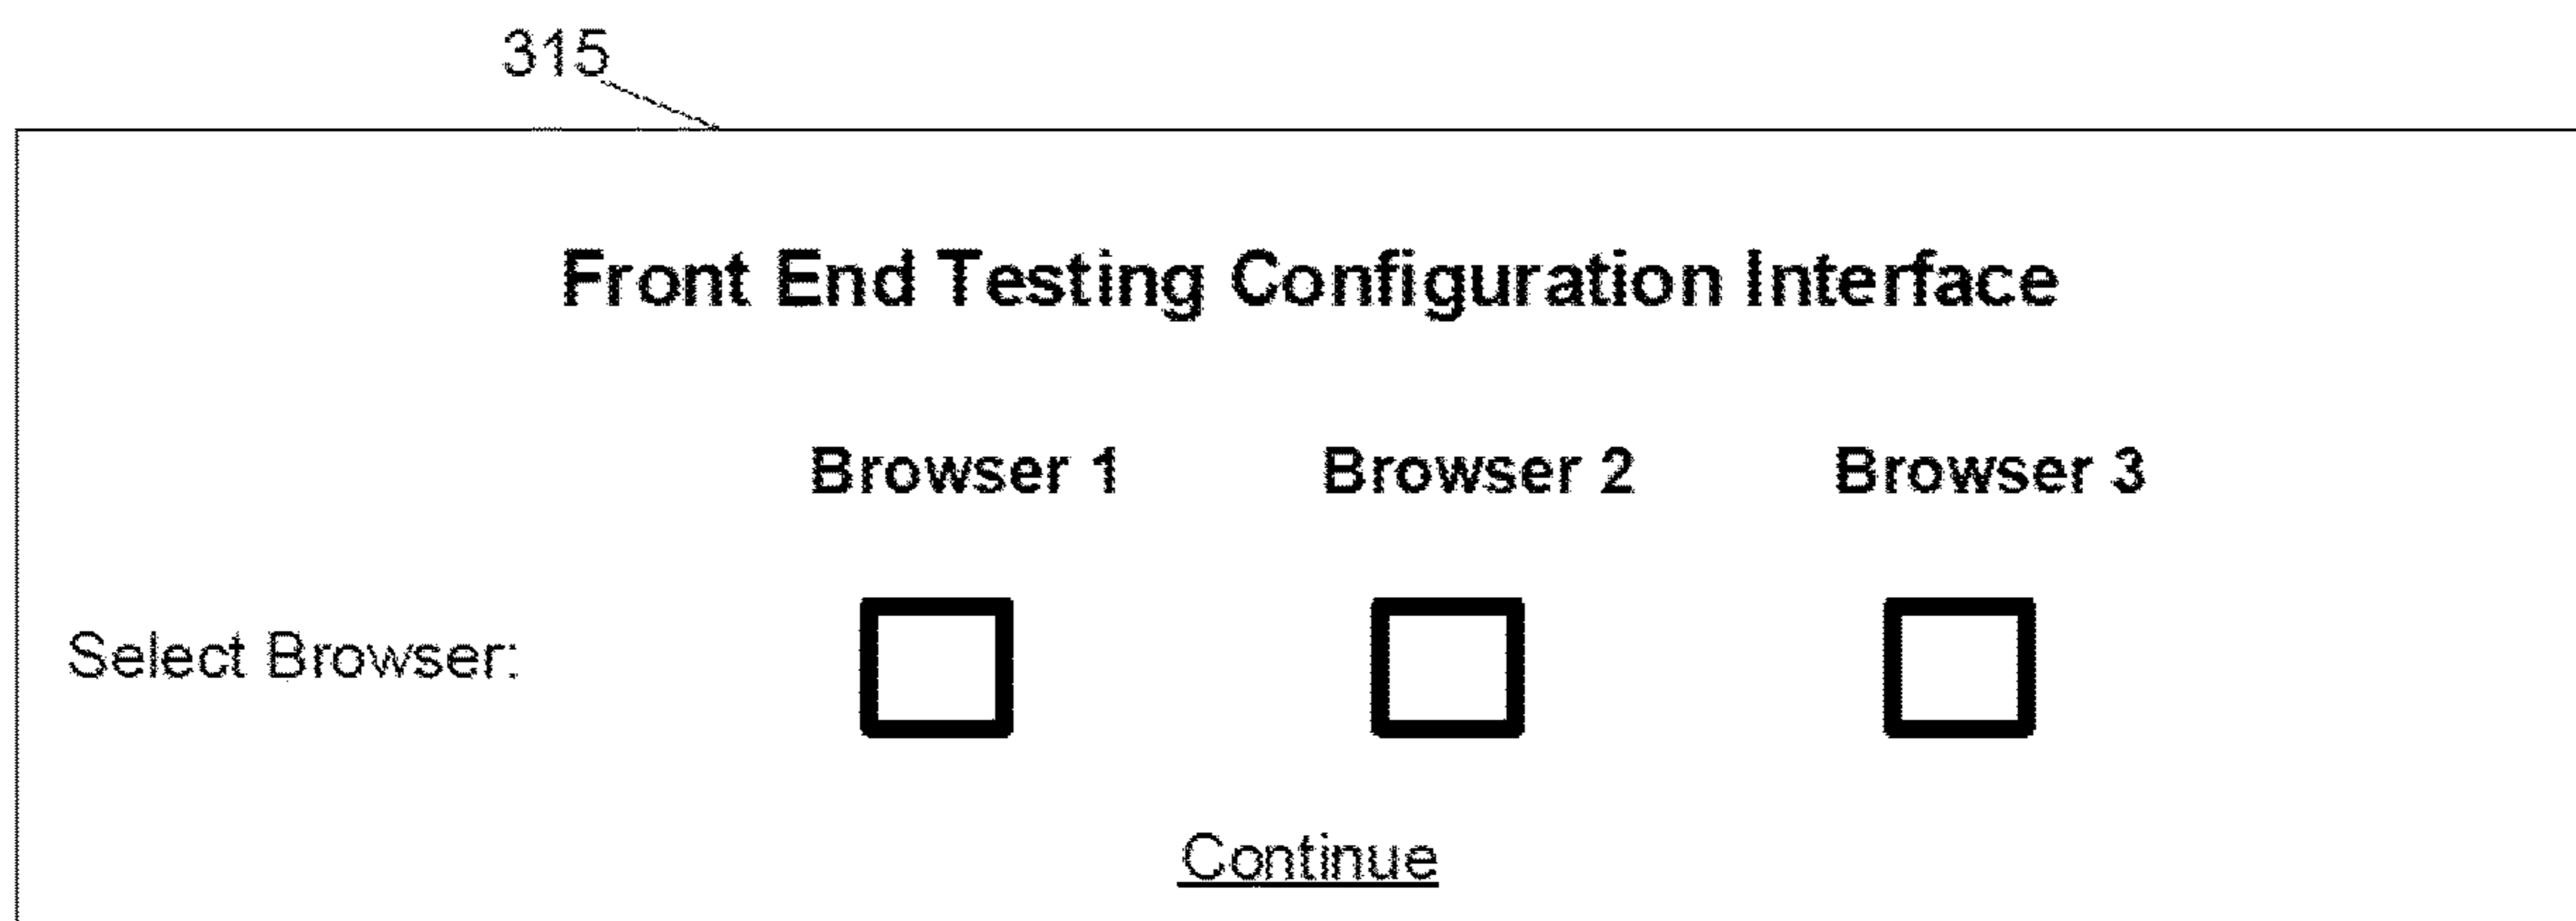 315
Front End Testing Configuration Interface
Browser 1 Browser 2 Browser 3
Select Browser:
Continue